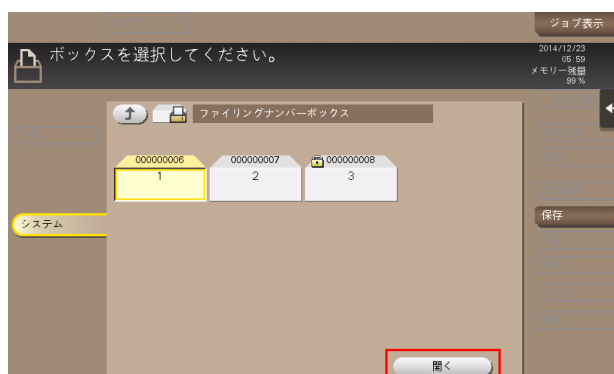 ジョブ表示
ボックスを選択してください。
2014/12/23
05:59
メモリー残量
99 %
ファイリングナンバーボックス
000000006
000000007
000000008
1
2
3
システム
保存
開く